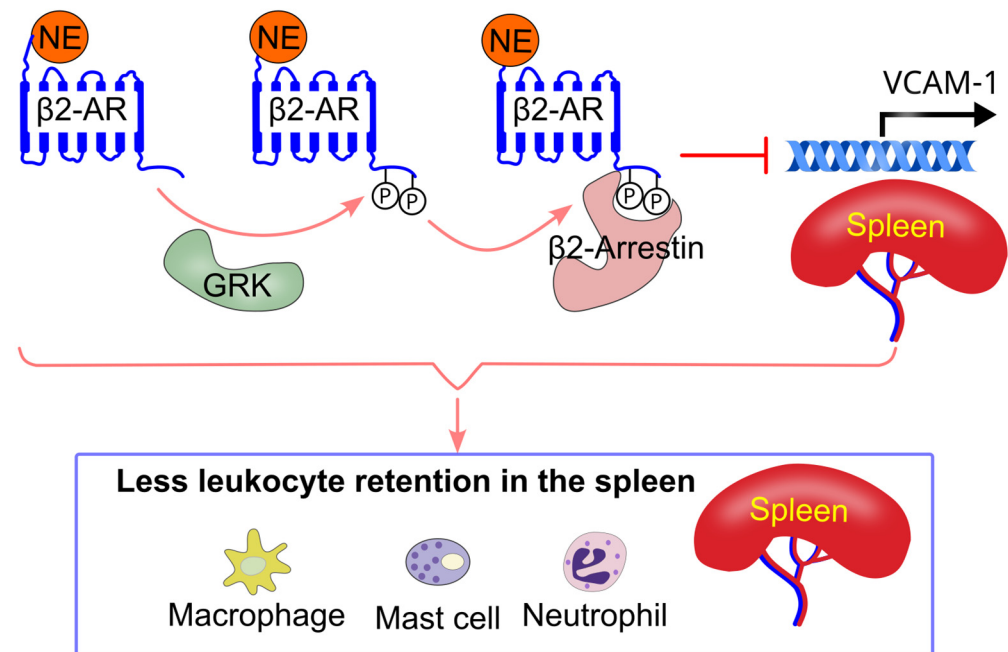 NE
NE
NE
VCAM-1
β2-AR
β2-AR
β2-AR
P
P
P
P
Spleen
β2-Arrestin
GRK
Less leukocyte retention in the spleen
Spleen
Macrophage
Mast cell
Neutrophil